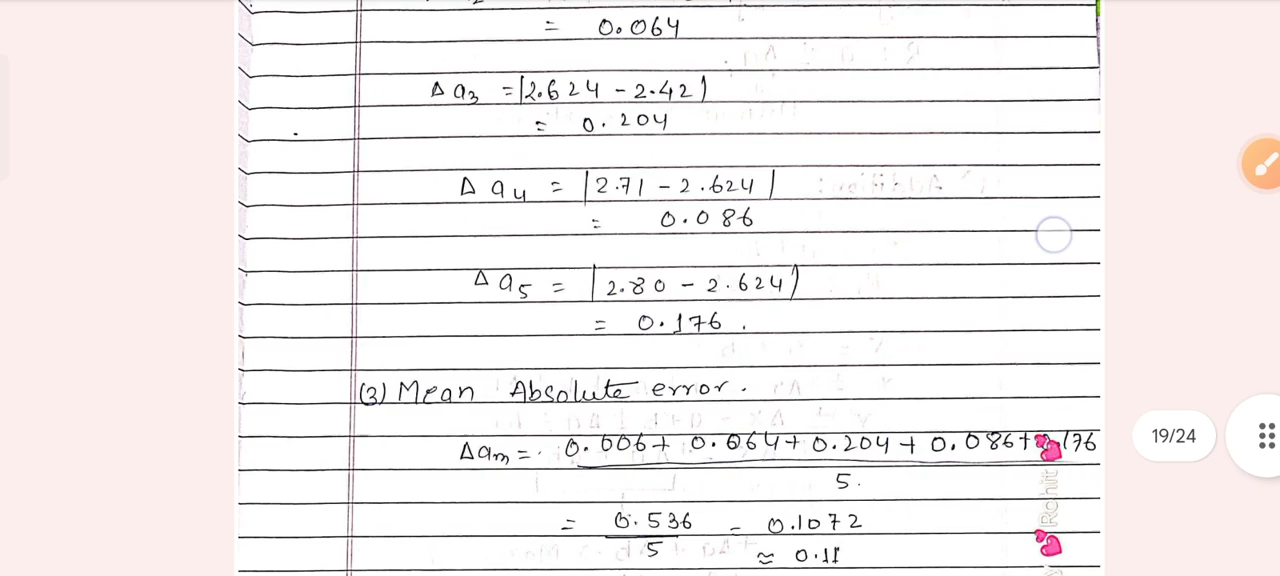 = 0.064
Δa3 = |2.624 - 2.42|
= 0.204
Δa4 = |2.71 - 2.624|
= 0.086
Δa5 = |2.80 - 2.624|
= 0.176.
(3) Mean Absolute error.
Δam = 0.006 + 0.064 + 0.204 + 0.086 + 176
5.
= 0.536 = 0.1072
5 ≈ 0.11
Rohit
19/24